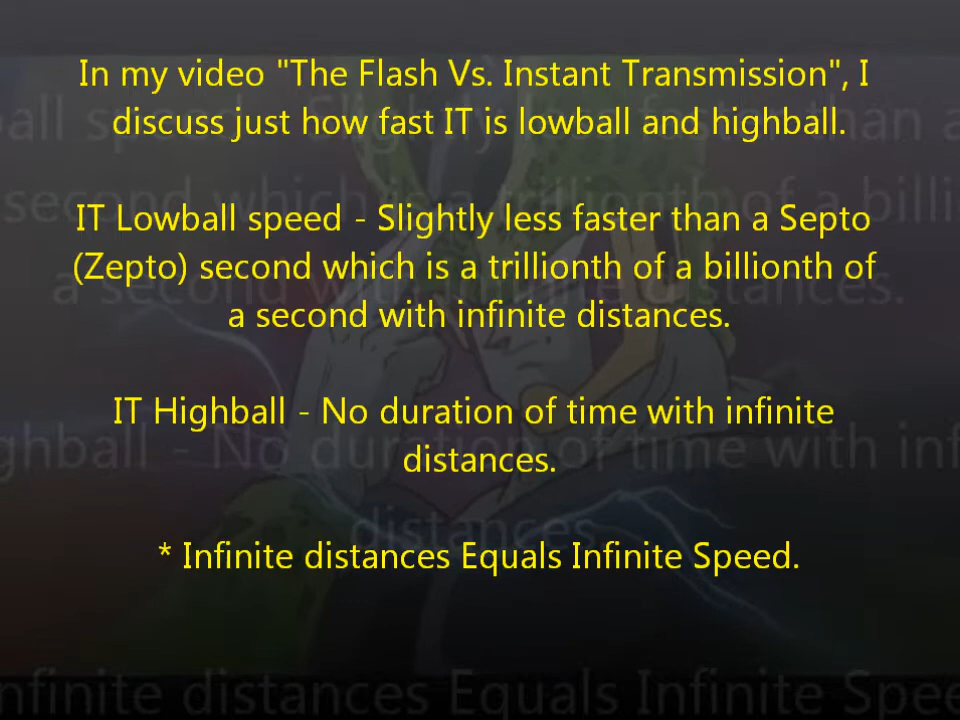 In my video "The Flash Vs. Instant Transmission", I
discuss just how fast IT is lowball and highball.
IT Lowball speed - Slightly less faster than a Septo
(Zepto) second which is a trillionth of a billionth of
a second with infinite distances.
IT Highball - No duration of time with infinite
distances.
* Infinite distances Equals Infinite Speed.